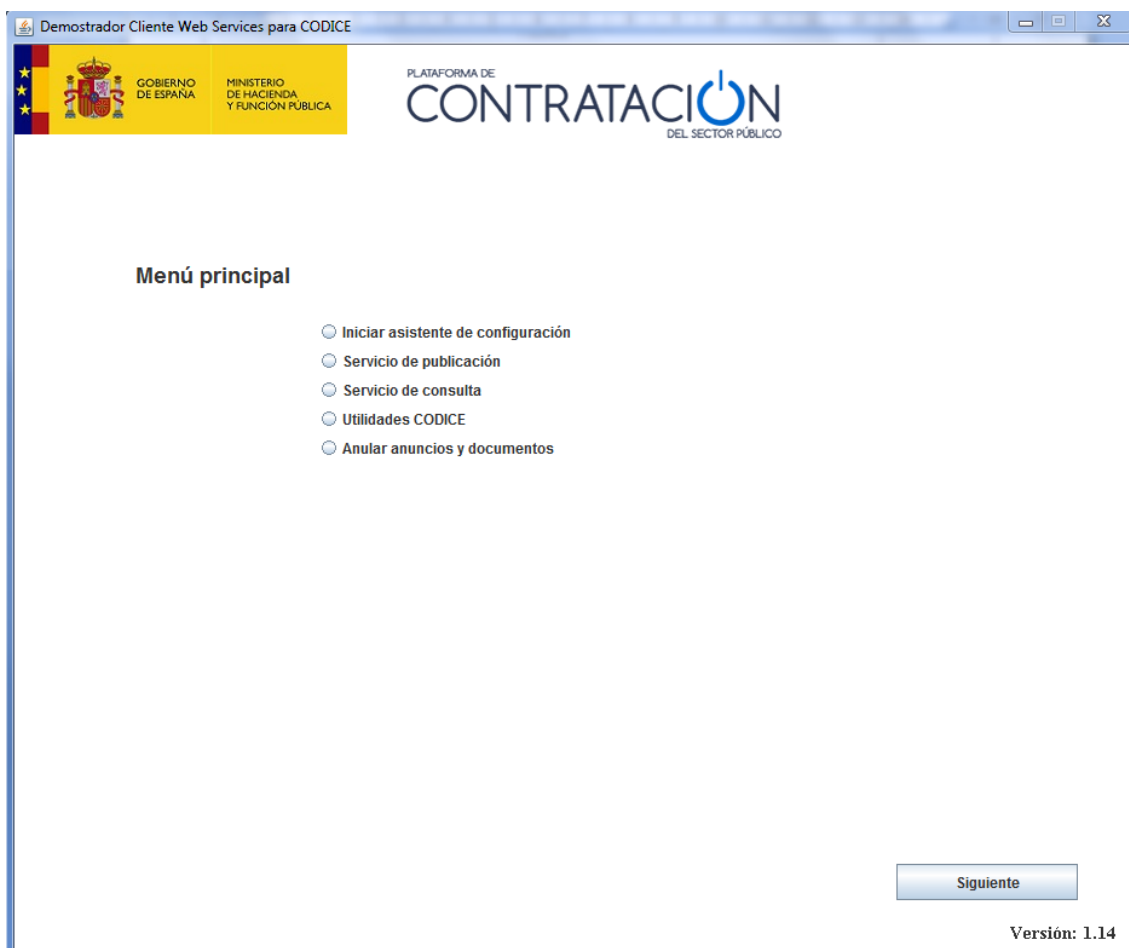 Demostrador Cliente Web Services para CODICE
GOBIERNO
DE ESPAÑA
MINISTERIO
DE HACIENDA
Y FUNCIÓN PÚBLICA
PLATAFORMA DE
CONTRATACIÓN
DEL SECTOR PÚBLICO
Menú principal
Iniciar asistente de configuración
Servicio de publicación
Servicio de consulta
Utilidades CODICE
Anular anuncios y documentos
Siguiente
Versión: 1.14